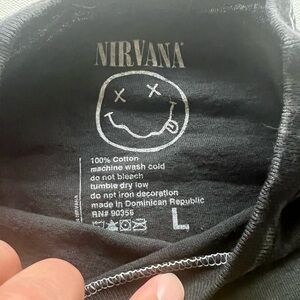 NIRVANA
100% Cotton
machine wash cold
do not bleach
tumble dry low
do not iron decoration
made in Dominican Republic
RN# 90356
L
NIRVANA